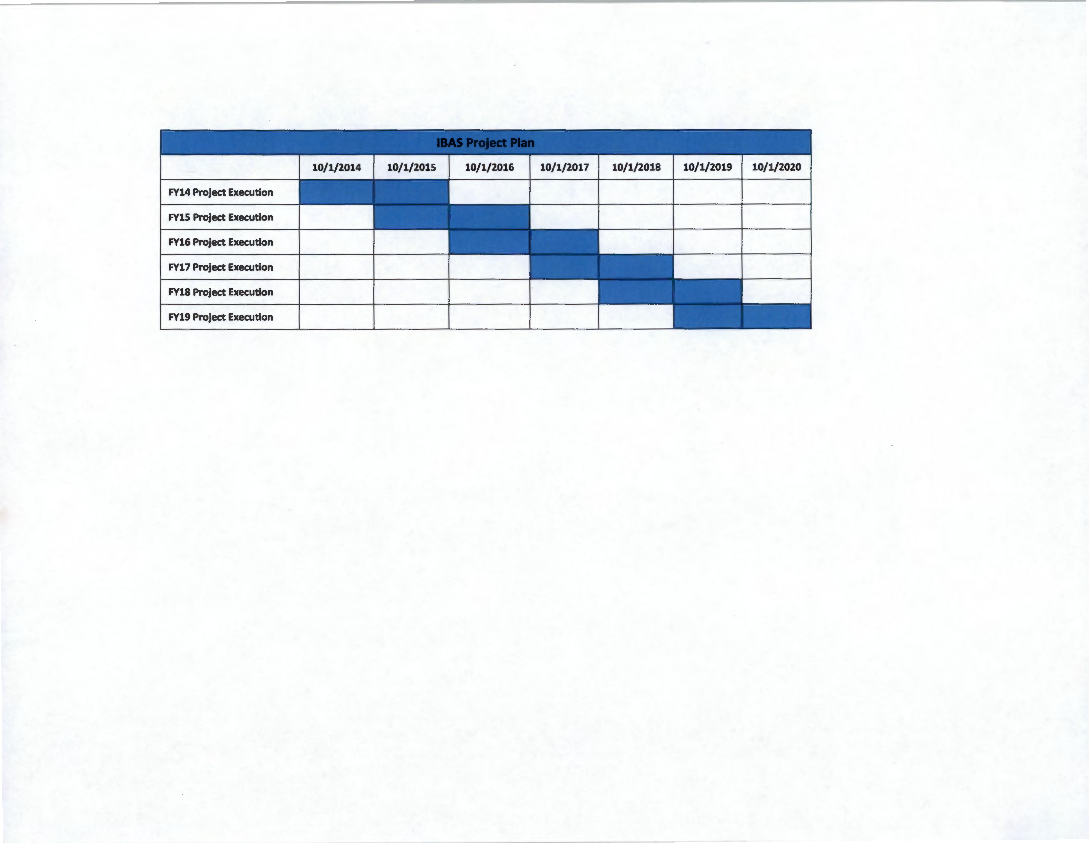 IBAS Project Plan
10/1/2014 10/1/2015 10/1/2016 10/1/2017 10/1/2018 10/1/2019 10/1/2020
FY14 Project Execution
FY15 Project Execution
FY16 Project Execution
FY17 Project Execution
FY18 Project Execution
FY19 Project Execution